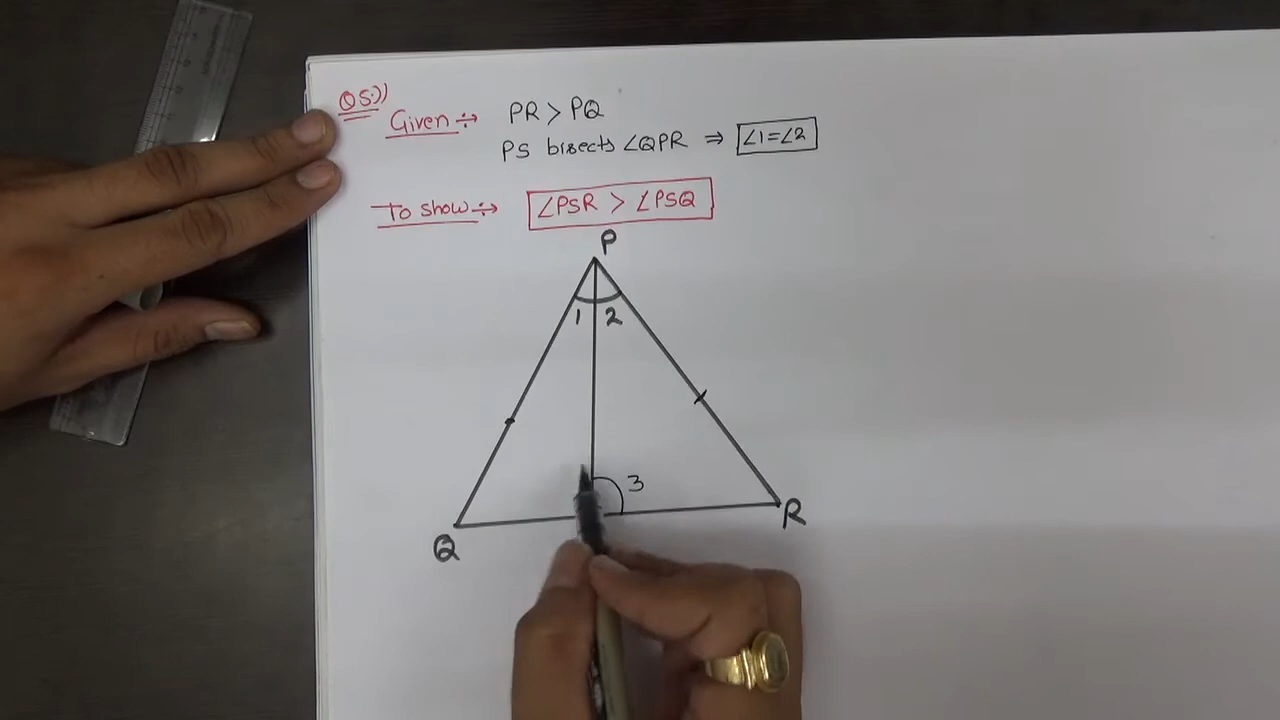 Q5:))
Given ÷ PR > PQ
PS bisects ∠QPR ⇒ ∠1=∠2
To show ÷ ∠PSR > ∠PSQ
P
1 2
3
Q R